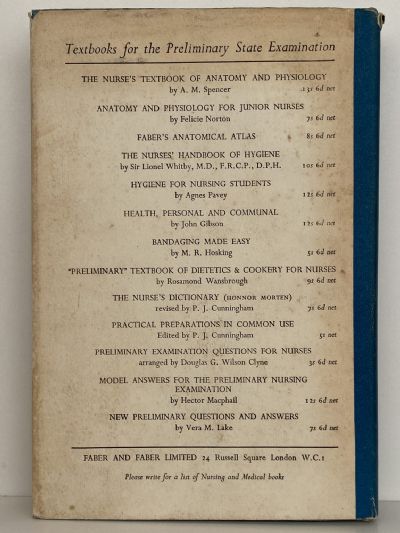 Textbooks for the Preliminary State Examination
THE NURSE'S TEXTBOOK OF ANATOMY AND PHYSIOLOGY
by A. M. Spencer 13s 6d net
ANATOMY AND PHYSIOLOGY FOR JUNIOR NURSES
by Felicie Norton 7s 6d net
FABER'S ANATOMICAL ATLAS 8s 6d net
THE NURSES' HANDBOOK OF HYGIENE
by Sir Lionel Whitby, M.D., F.R.C.P., D.P.H. 10s 6d net
HYGIENE FOR NURSING STUDENTS
by Agnes Pavey 12s 6d net
HEALTH, PERSONAL AND COMMUNAL
by John Gibson 12s 6d net
BANDAGING MADE EASY
by M. R. Hosking 5s 6d net
"PRELIMINARY" TEXTBOOK OF DIETETICS & COOKERY FOR NURSES
by Rosamond Wansbrough 9s 6d net
THE NURSE'S DICTIONARY (HONNOR MORTEN)
revised by P. J. Cunningham 7s 6d net
PRACTICAL PREPARATIONS IN COMMON USE
Edited by P. J. Cunningham 5s net
PRELIMINARY EXAMINATION QUESTIONS FOR NURSES
arranged by Douglas G. Wilson Clyne 3s 6d net
MODEL ANSWERS FOR THE PRELIMINARY NURSING
EXAMINATION
by Hector Macphail 12s 6d net
NEW PRELIMINARY QUESTIONS AND ANSWERS
by Vera M. Lake 7s 6d net
FABER AND FABER LIMITED 24 Russell Square London W.C.1
Please write for a list of Nursing and Medical books